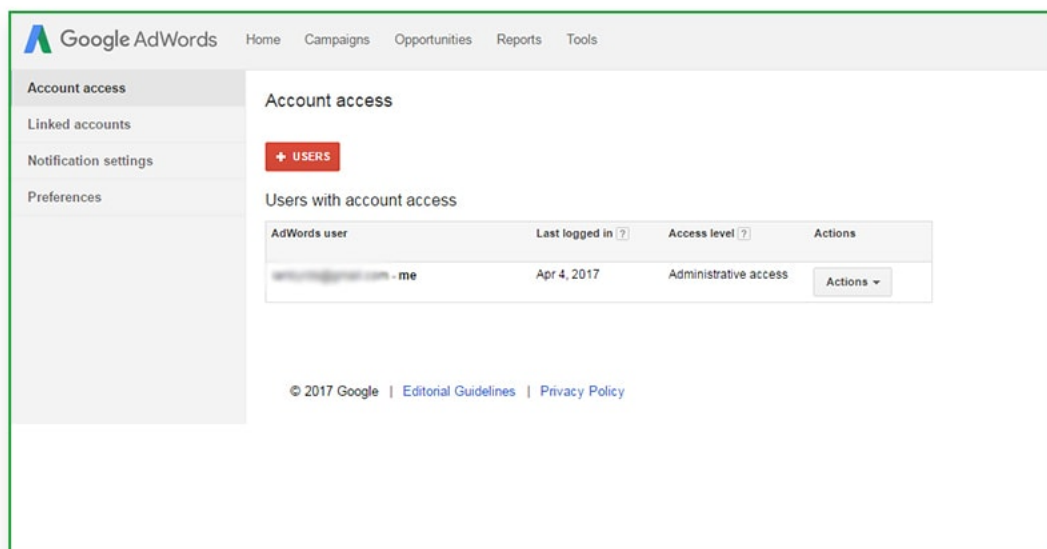 Google AdWords Home Campaigns Opportunities Reports Tools
Account access
Linked accounts
Notification settings
Preferences
Account access
+ USERS
Users with account access
AdWords user Last logged in ? Access level ? Actions
- me Apr 4, 2017 Administrative access Actions
© 2017 Google | Editorial Guidelines | Privacy Policy